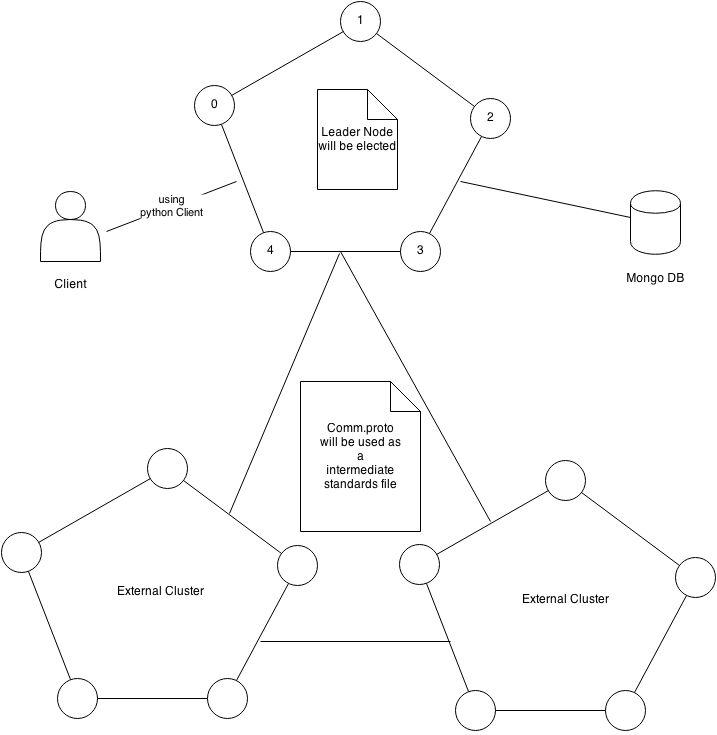 1
0
2
Leader Node
will be elected
using
python Client
4
3
Client
Mongo DB
Comm.proto
will be used as
a
intermediate
standards file
External Cluster
External Cluster